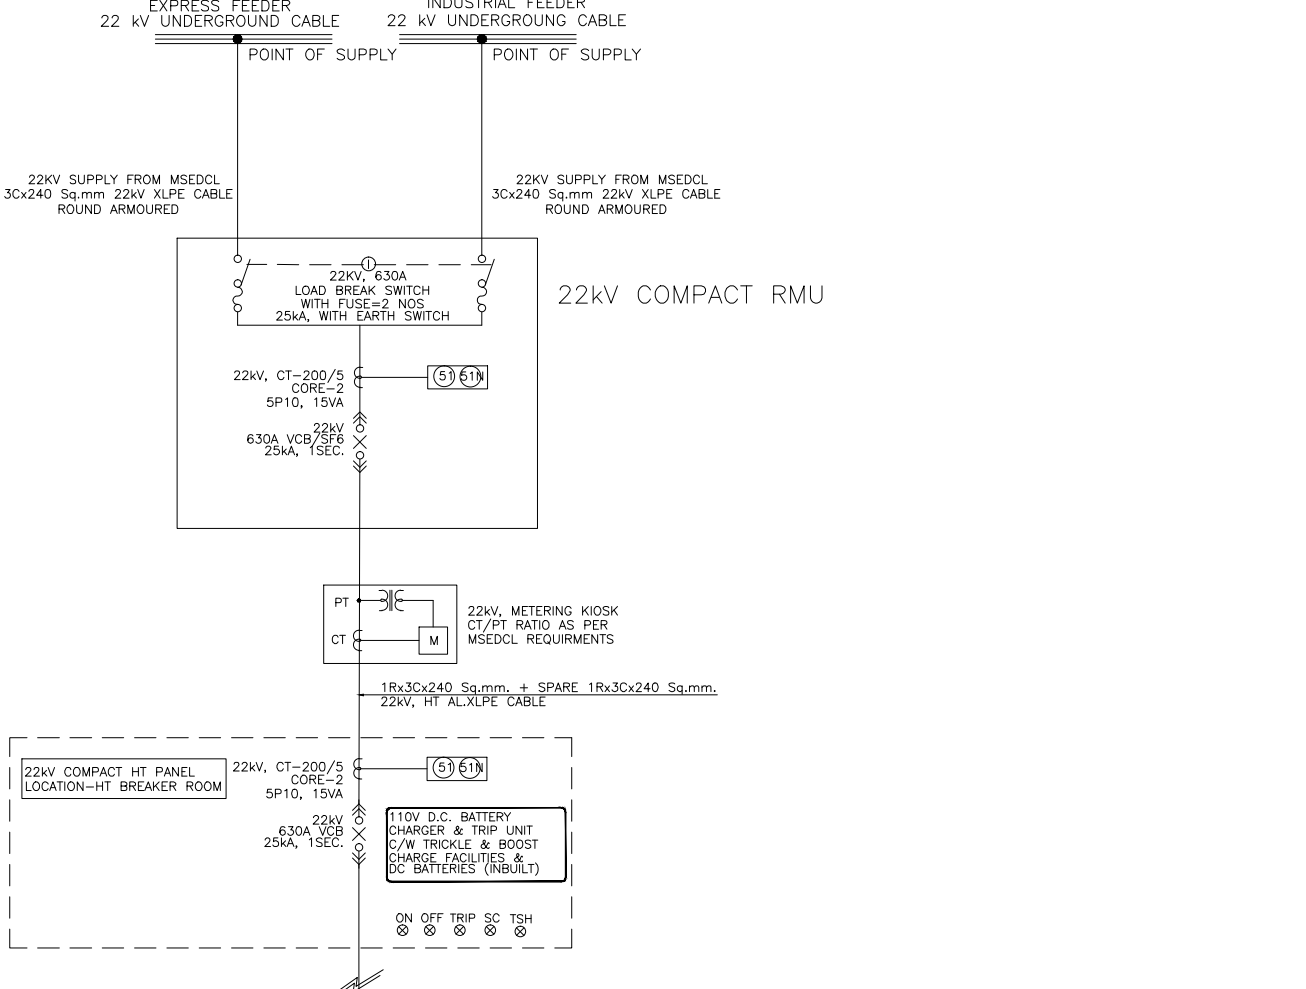 EXPRESS FEEDER
22 kV UNDERGROUND CABLE
POINT OF SUPPLY
INDUSTRIAL FEEDER
22 kV UNDERGROUNG CABLE
POINT OF SUPPLY
22KV SUPPLY FROM MSEDCL
3Cx240 Sq.mm 22kV XLPE CABLE
ROUND ARMOURED
22KV SUPPLY FROM MSEDCL
3Cx240 Sq.mm 22kV XLPE CABLE
ROUND ARMOURED
I
22KV, 630A
LOAD BREAK SWITCH
WITH FUSE=2 NOS
25kA, WITH EARTH SWITCH
22kV COMPACT RMU
22kV, CT-200/5
CORE-2
5P10, 15VA
51 51N
22kV
630A VCB/SF6
25kA, 1SEC.
PT
CT
M
22kV, METERING KIOSK
CT/PT RATIO AS PER
MSEDCL REQUIRMENTS
1Rx3Cx240 Sq.mm. + SPARE 1Rx3Cx240 Sq.mm.
22kV, HT AL.XLPE CABLE
22kV COMPACT HT PANEL
LOCATION-HT BREAKER ROOM
22kV, CT-200/5
CORE-2
5P10, 15VA
51 51N
22kV
630A VCB
25kA, 1SEC.
110V D.C. BATTERY
CHARGER & TRIP UNIT
C/W TRICKLE & BOOST
CHARGE FACILITIES &
DC BATTERIES (INBUILT)
ON OFF TRIP SC TSH